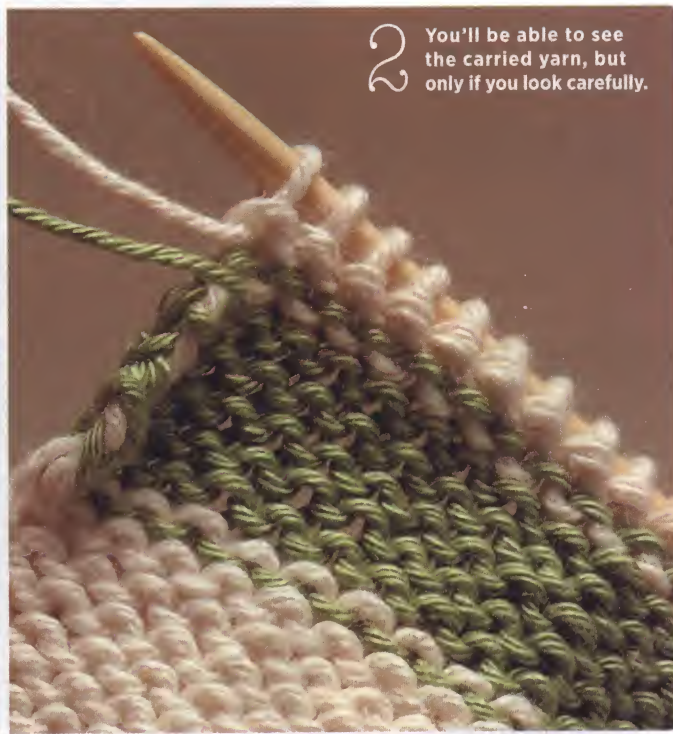 2 You'll be able to see
the carried yarn, but
only if you look carefully.